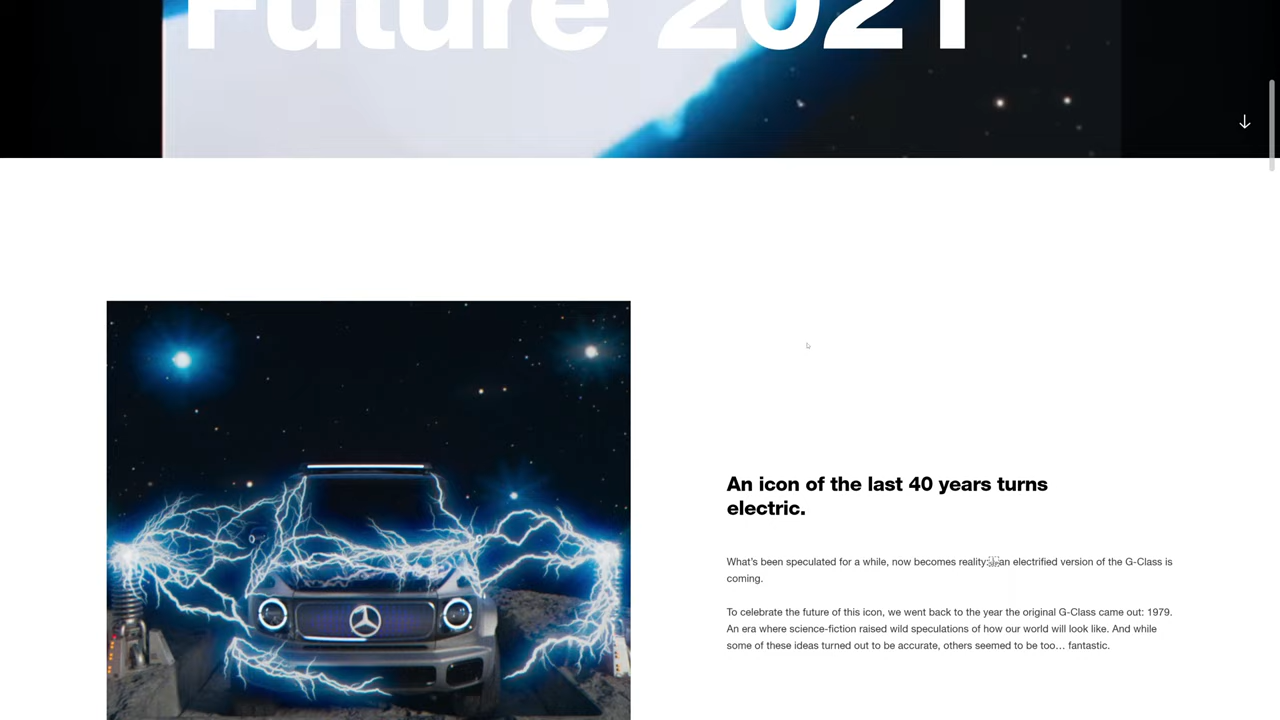 Future 2021
An icon of the last 40 years turns
electric.
What's been speculated for a while, now becomes reality: an electrified version of the G-Class is
coming.
To celebrate the future of this icon, we went back to the year the original G-Class came out: 1979.
An era where science-fiction raised wild speculations of how our world will look like. And while
some of these ideas turned out to be accurate, others seemed to be too… fantastic.